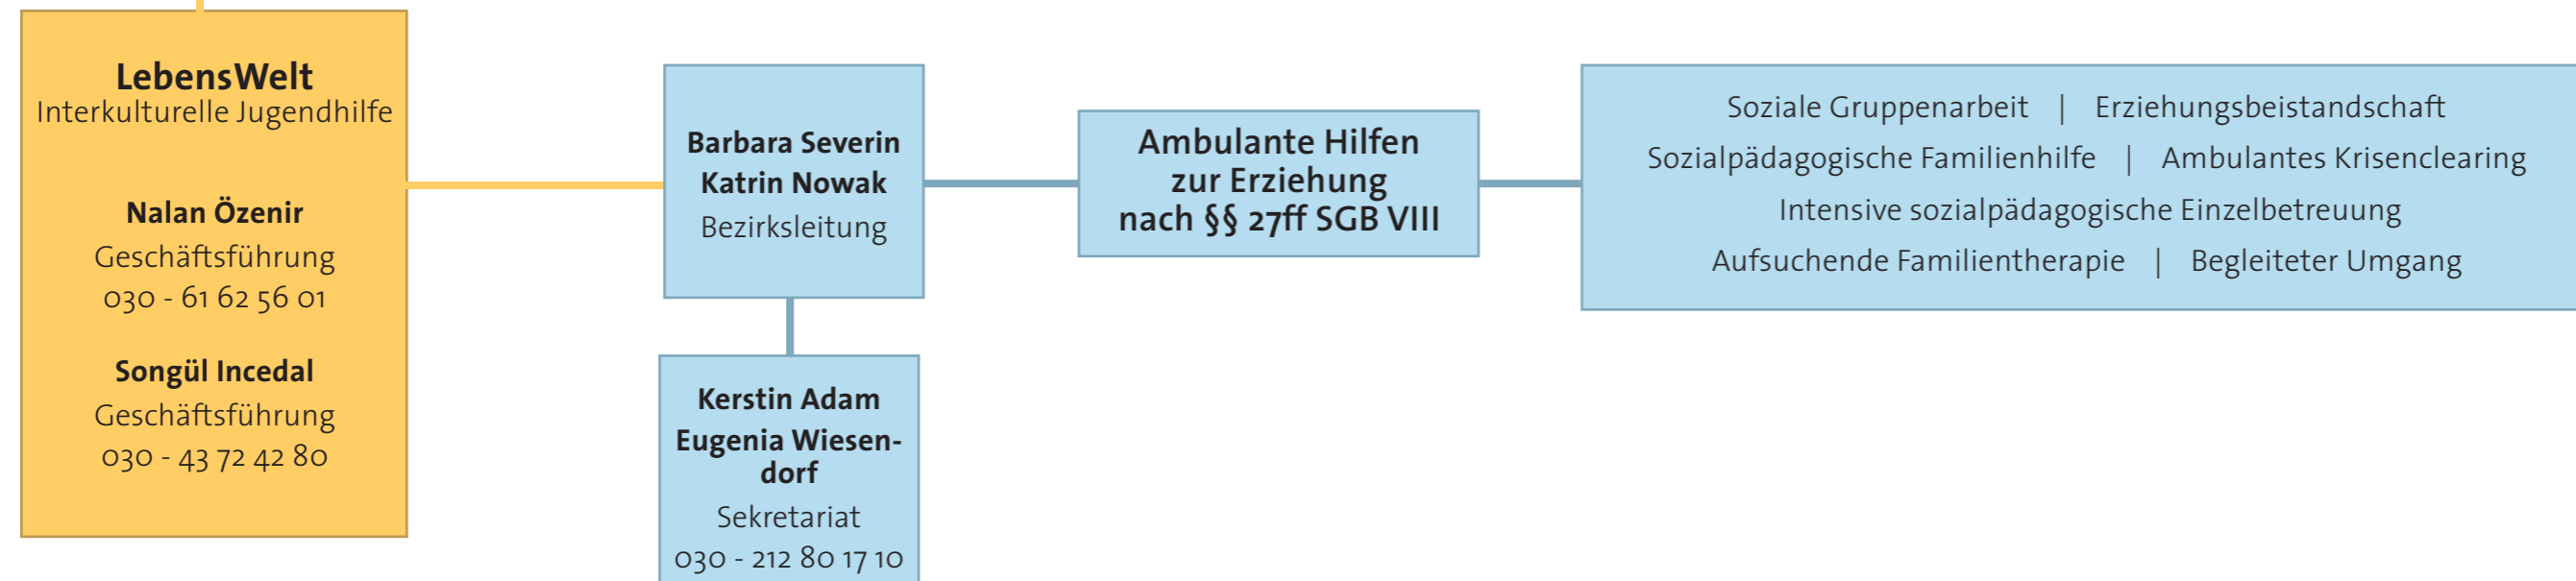 LebensWelt
Interkulturelle Jugendhilfe
Nalan Özenir
Geschäftsführung
030 - 61 62 56 01
Songül Incedal
Geschäftsführung
030 - 43 72 42 80
Barbara Severin
Katrin Nowak
Bezirksleitung
Kerstin Adam
Eugenia Wiesen-
dorf
Sekretariat
030 - 212 80 17 10
Ambulante Hilfen
zur Erziehung
nach §§ 27ff SGB VIII
Soziale Gruppenarbeit | Erziehungsbeistandschaft
Sozialpädagogische Familienhilfe | Ambulantes Krisenclearing
Intensive sozialpädagogische Einzelbetreuung
Aufsuchende Familientherapie | Begleiteter Umgang